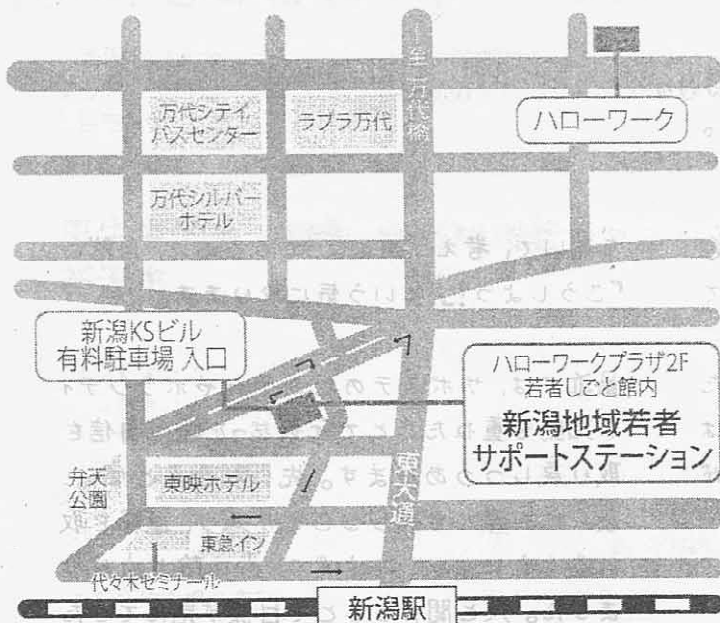 至 万代橋
ハローワーク
万代シテイ
バスセンター
ラブラ万代
万代シルバー
ホテル
新潟KSビル
有料駐車場 入口
ハローワークプラザ2F
若者しごと館内
新潟地域若者
サポートステーション
弁天
公園
東映ホテル
東大通
東急・イン
代々木セミナール
新潟駅